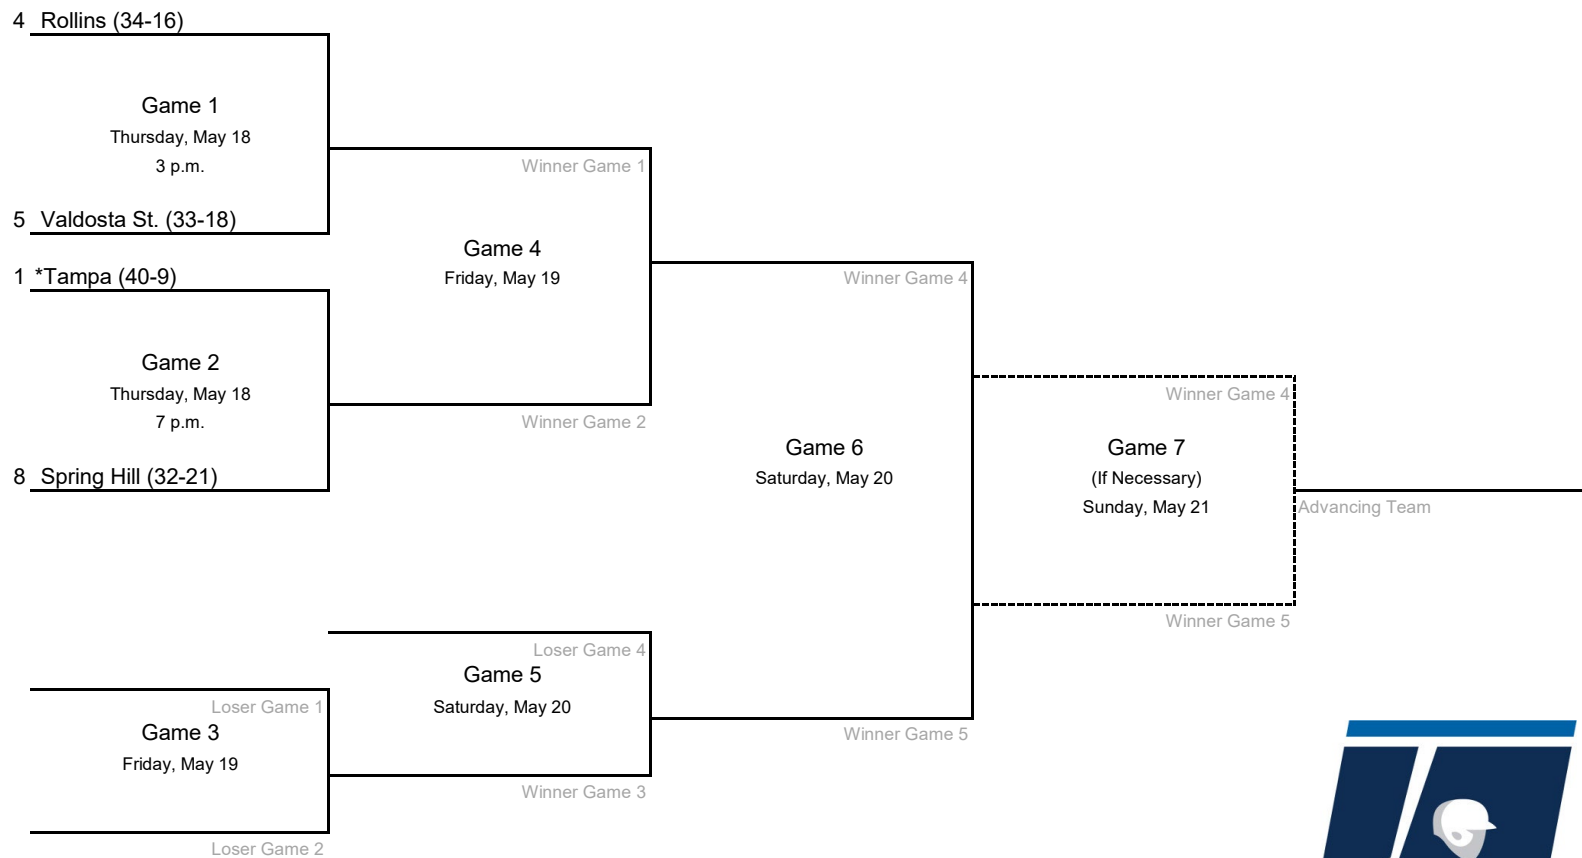 4 Rollins (34-16)
Game 1
Thursday, May 18
3 p.m.
Winner Game 1
5 Valdosta St. (33-18)
Game 4
Friday, May 19
1 *Tampa (40-9)
Winner Game 4
Game 2
Thursday, May 18
7 p.m.
Winner Game 2
8 Spring Hill (32-21)
Game 6
Saturday, May 20
Winner Game 4
Game 7
(If Necessary)
Sunday, May 21
Advancing Team
Winner Game 5
Loser Game 4
Game 5
Saturday, May 20
Loser Game 1
Game 3
Friday, May 19
Winner Game 5
Winner Game 3
Loser Game 2